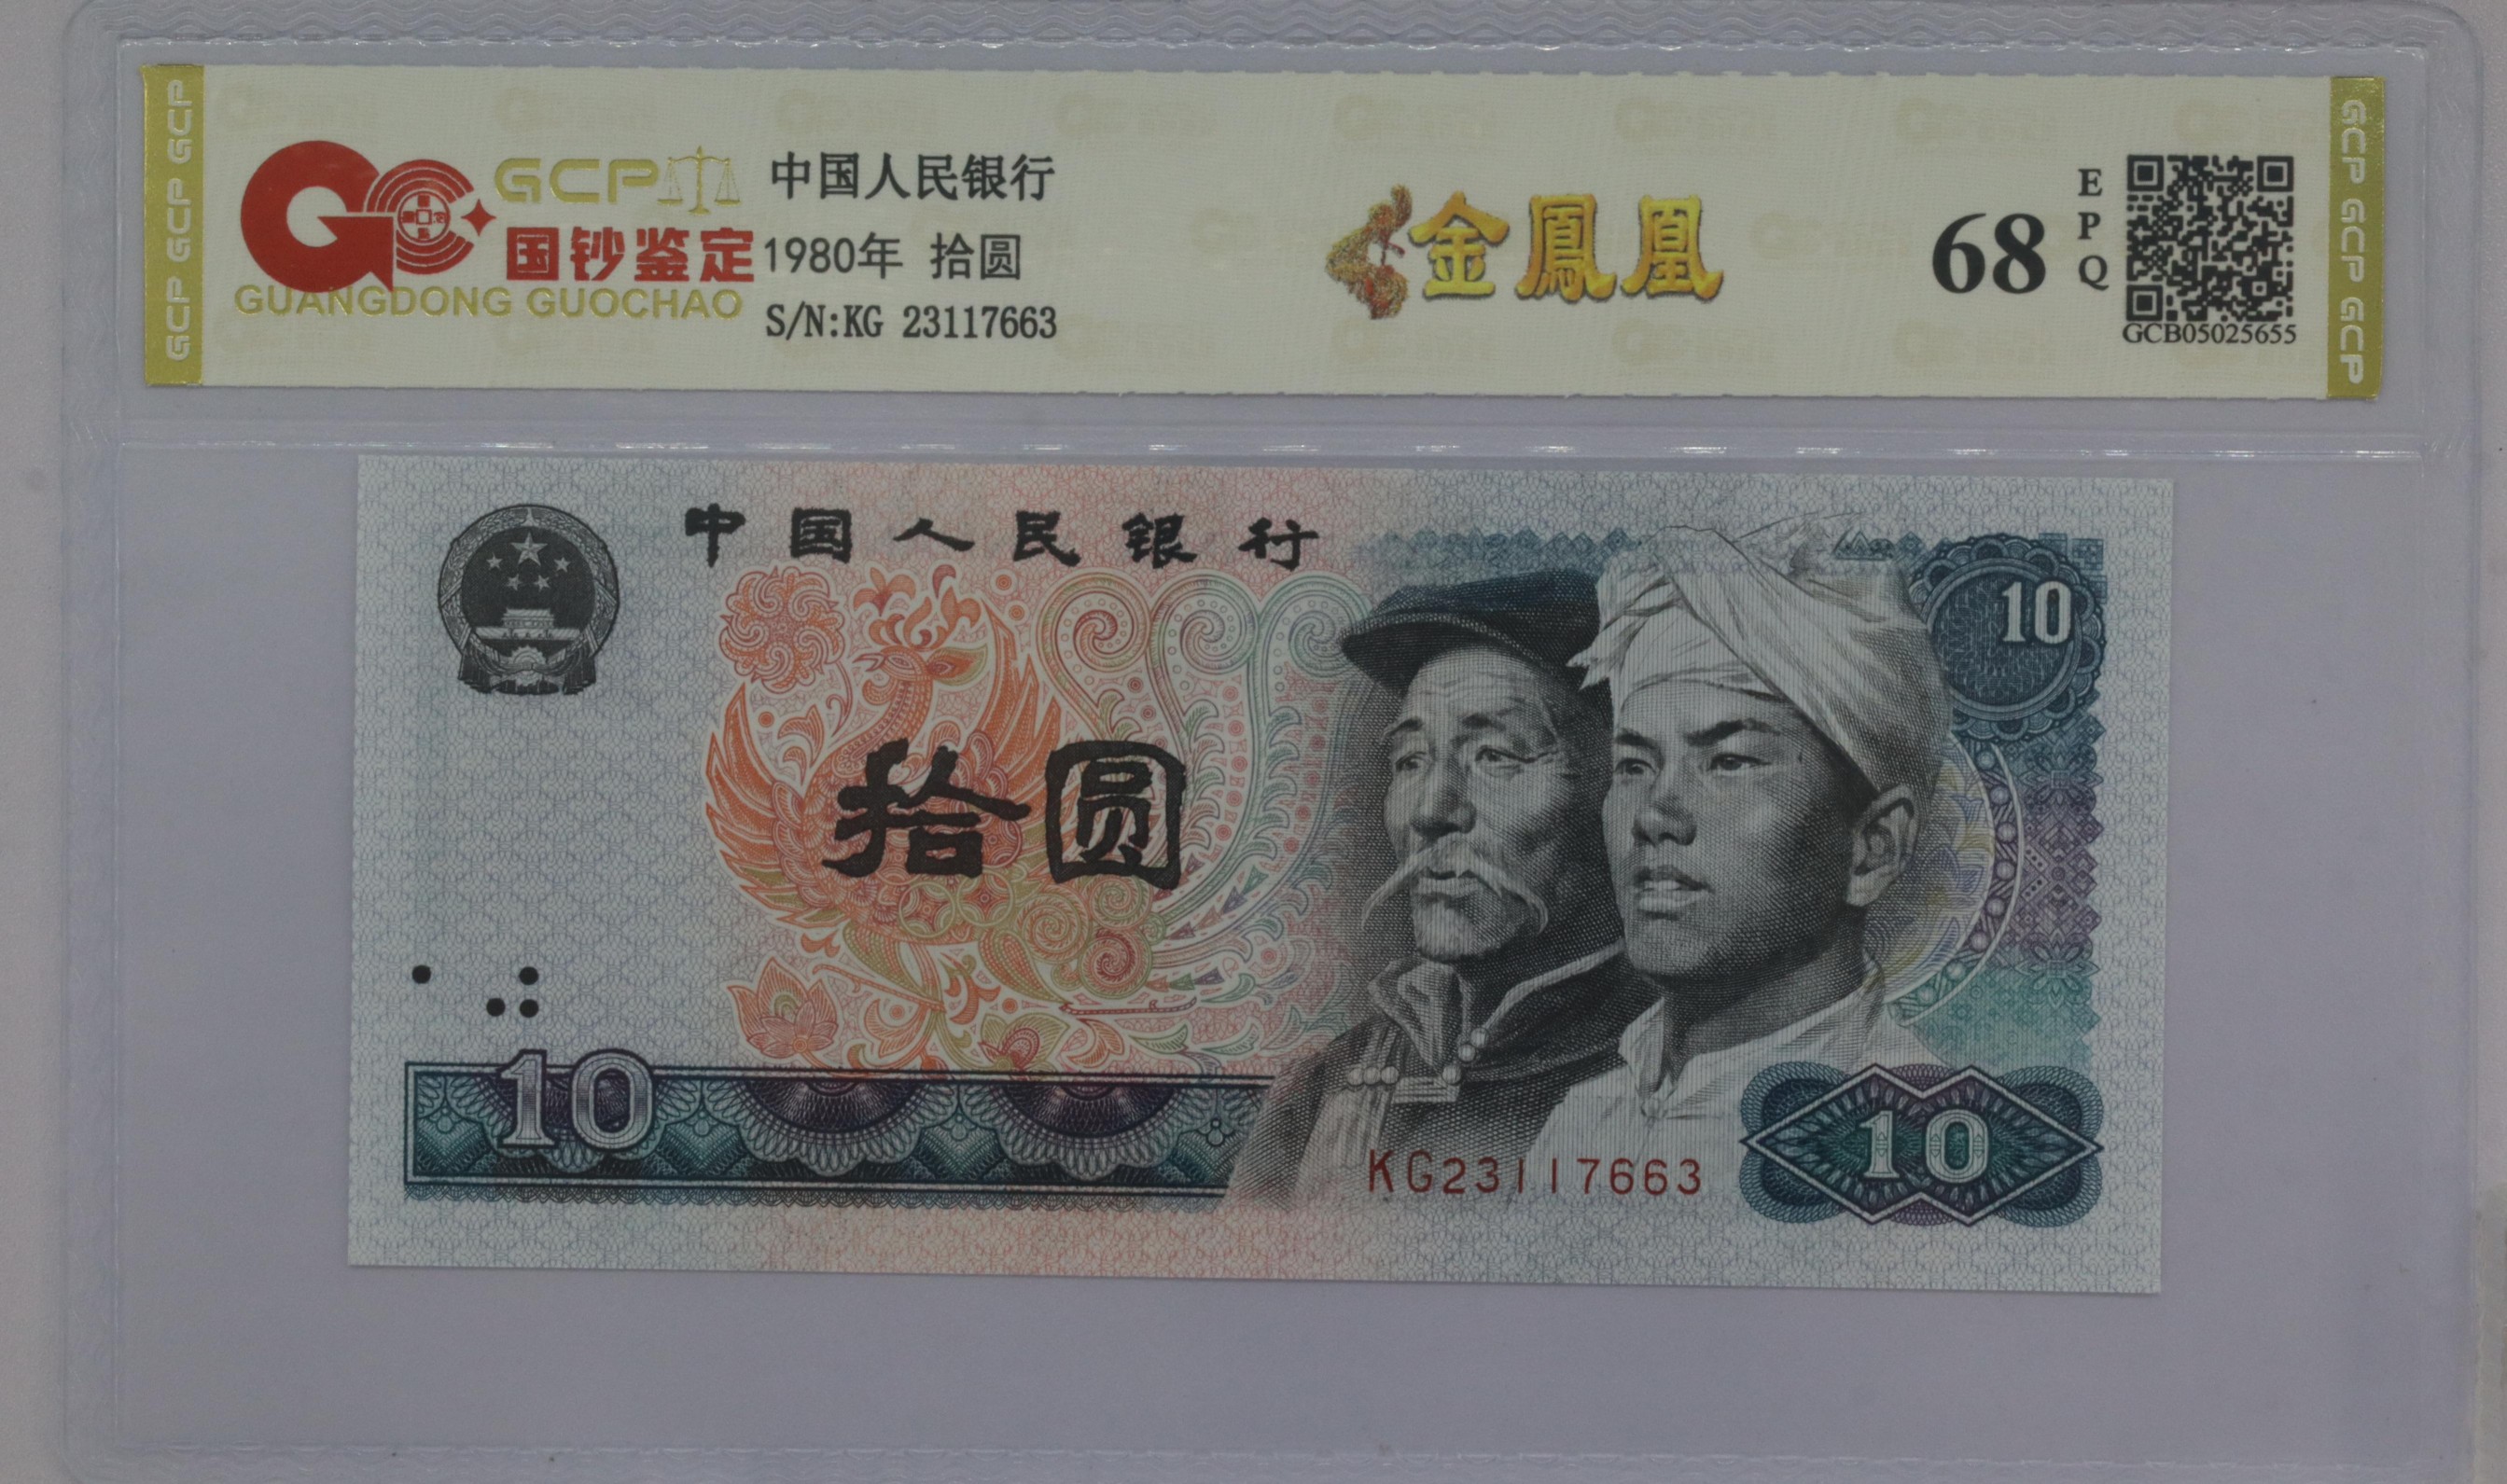 GCP GCP GCP
GCP
国钞鉴定
GUANGDONG GUOCHAO
中国人民银行
1980年 拾圆
S/N:KG 23117663
金鳳凰
68
EPQ
GCB05025655
GCP GCP GCP
中国人民银行
10
拾圆
10
KG23117663
10